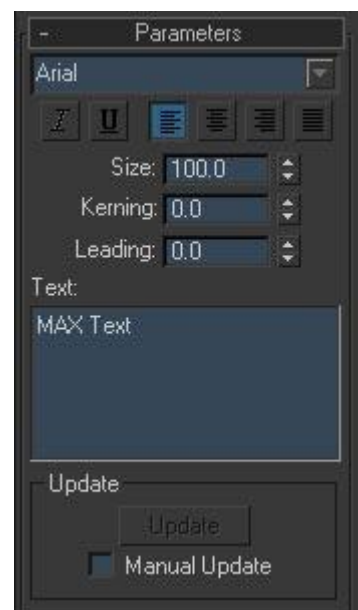 - Parameters
Arial
I U
Size: 100.0
Kerning: 0.0
Leading: 0.0
Text:
MAX Text
Update
Update
Manual Update